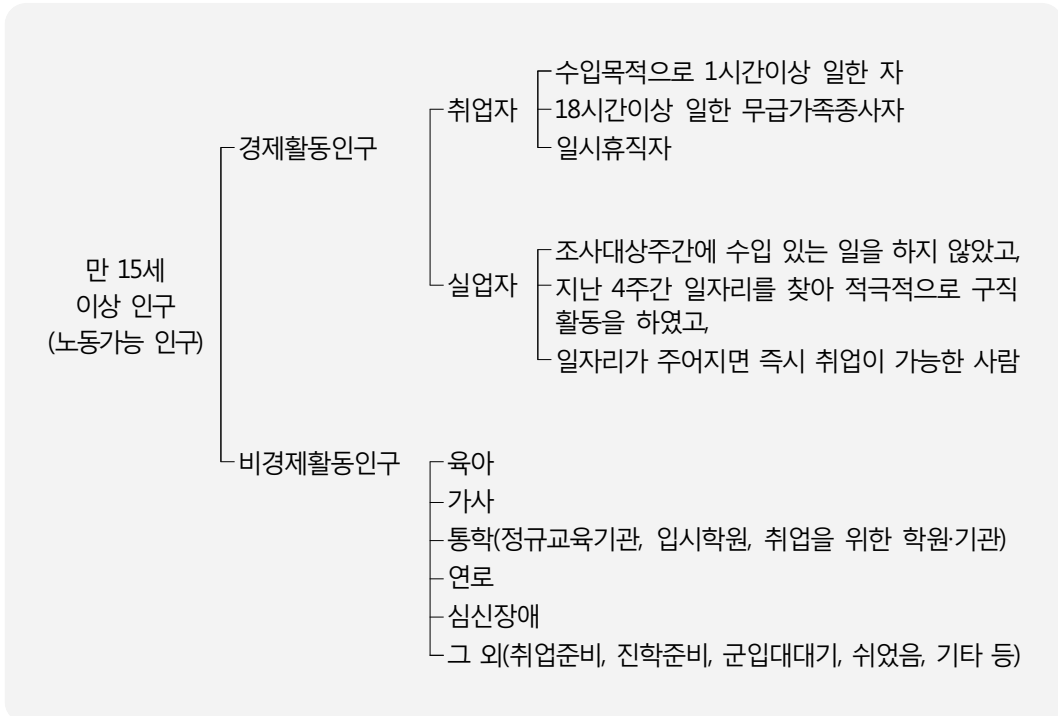 만 15세
이상 인구
(노동가능 인구)
경제활동인구
취업자
수입목적으로 1시간이상 일한 자
18시간이상 일한 무급가족종사자
일시휴직자
실업자
조사대상주간에 수입 있는 일을 하지 않았고,
지난 4주간 일자리를 찾아 적극적으로 구직
활동을 하였고,
일자리가 주어지면 즉시 취업이 가능한 사람
비경제활동인구
육아
가사
통학(정규교육기관, 입시학원, 취업을 위한 학원·기관)
연로
심신장애
그 외(취업준비, 진학준비, 군입대대기, 쉬었음, 기타 등)